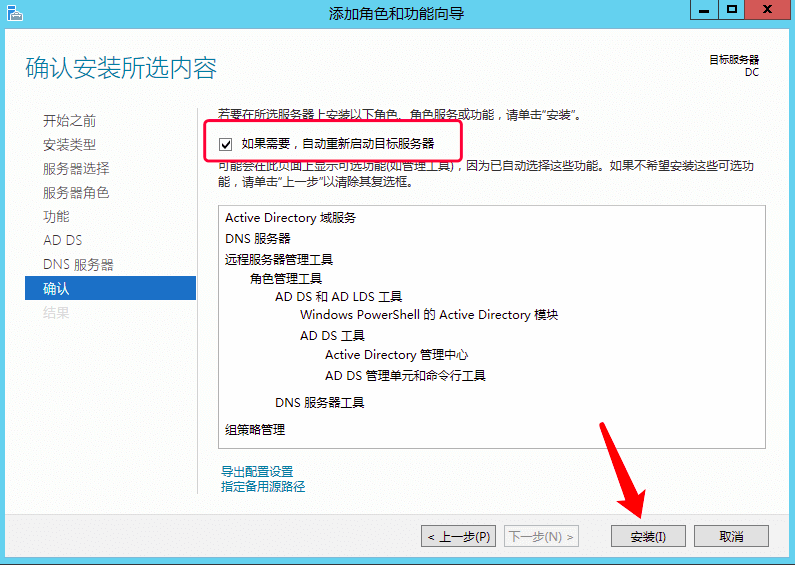 添加角色和功能向导
确认安装所选内容
目标服务器
DC
开始之前
安装类型
服务器选择
服务器角色
功能
AD DS
DNS 服务器
确认
结果
若要在所选服务器上安装以下角色、角色服务或功能，请单击“安装”。
如果需要，自动重新启动目标服务器
可能会在此页面上显示可选功能(如管理工具)，因为已自动选择这些功能。如果不希望安装这些可选功
能，请单击“上一步”以清除其复选框。
Active Directory 域服务
DNS 服务器
远程服务器管理工具
角色管理工具
AD DS 和 AD LDS 工具
Windows PowerShell 的 Active Directory 模块
AD DS 工具
Active Directory 管理中心
AD DS 管理单元和命令行工具
DNS 服务器工具
组策略管理
导出配置设置
指定备用源路径
< 上一步(P) 下一步(N) > 安装(I) 取消